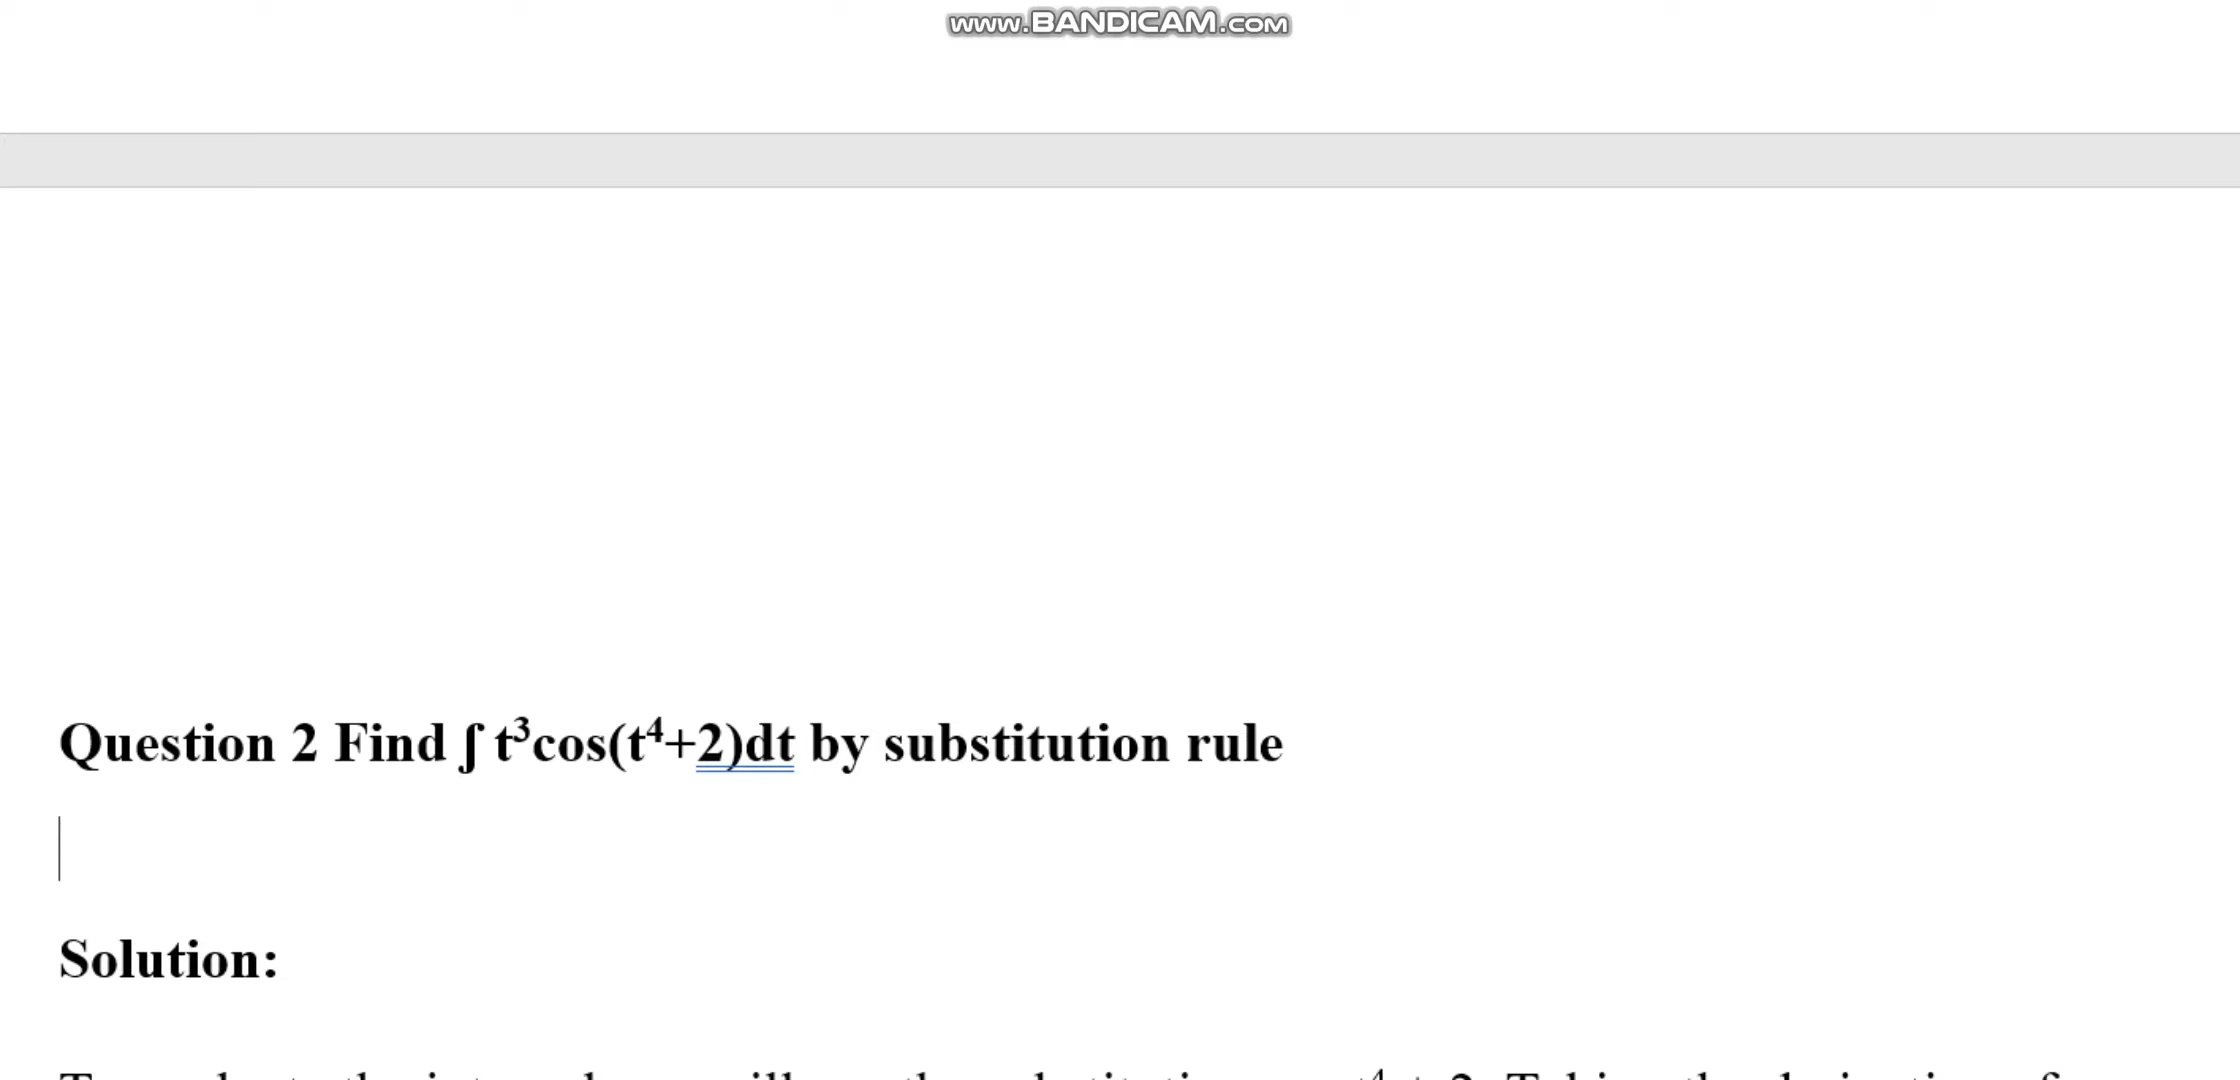 www.BANDICAM.com
Question 2 Find ∫ t³cos(t⁴+2)dt by substitution rule
Solution: